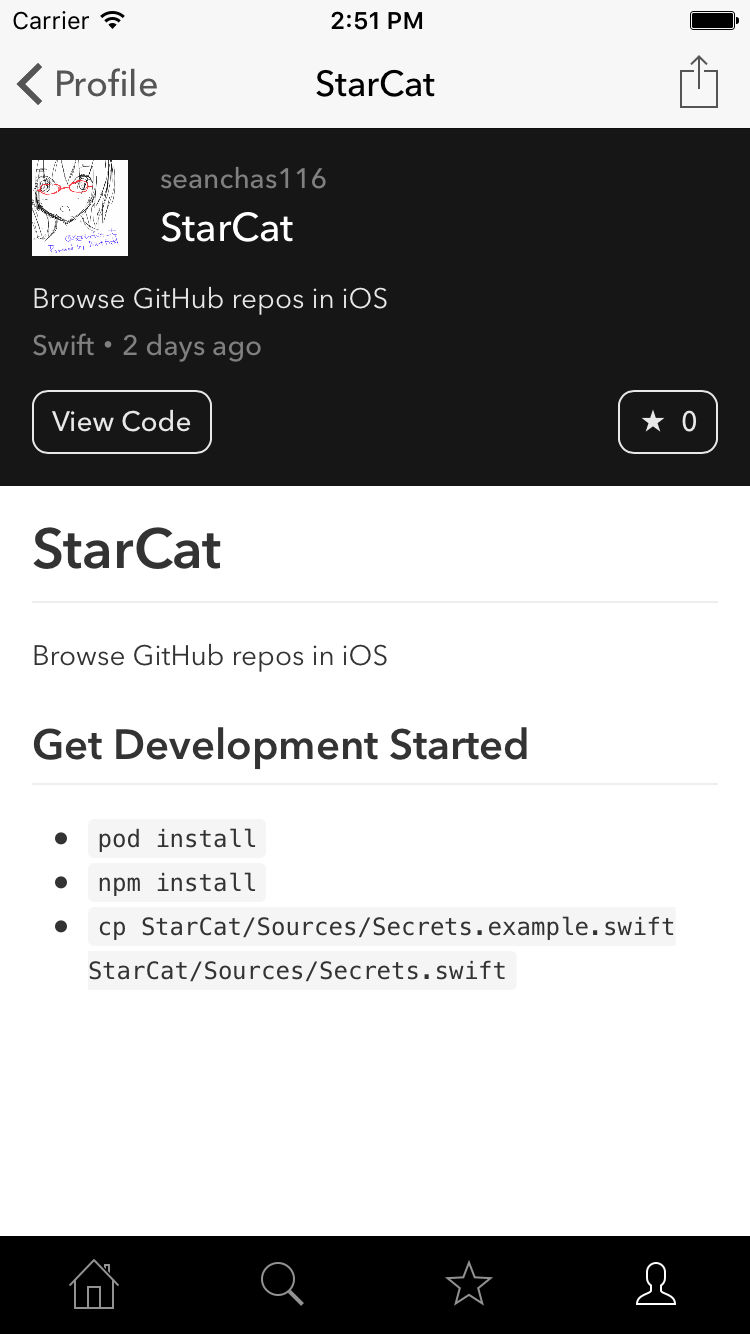 Carrier 2:51 PM
Profile StarCat
seanchas116
StarCat
Browse GitHub repos in iOS
Swift • 2 days ago
View Code ★ 0
StarCat
Browse GitHub repos in iOS
Get Development Started
• pod install
• npm install
• cp StarCat/Sources/Secrets.example.swift
StarCat/Sources/Secrets.swift